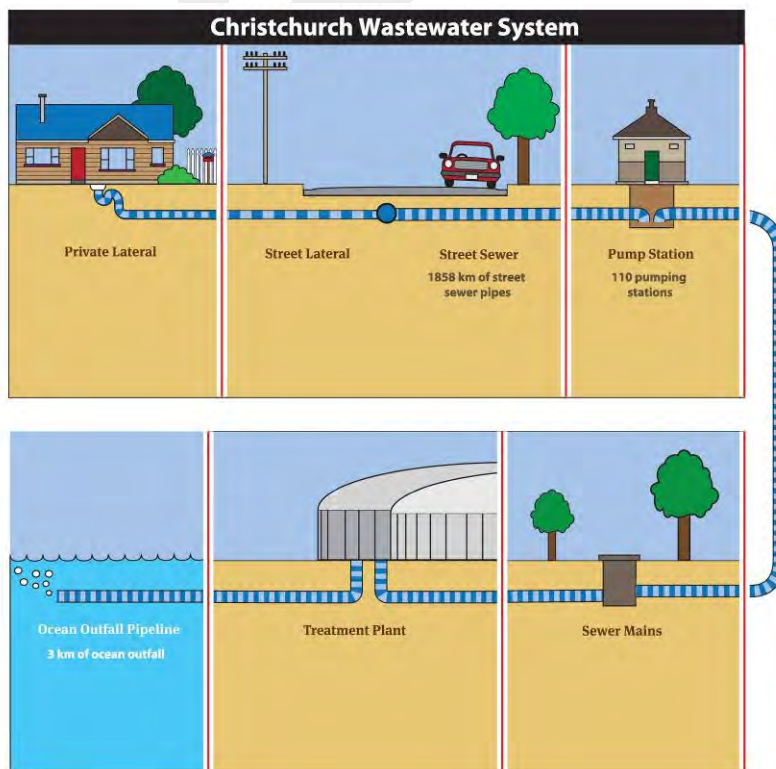 Christchurch Wastewater System
Private Lateral
Street Lateral
Street Sewer
1858 km of street
sewer pipes
Pump Station
110 pumping
stations
Ocean Outfall Pipeline
3 km of ocean outfall
Treatment Plant
Sewer Mains